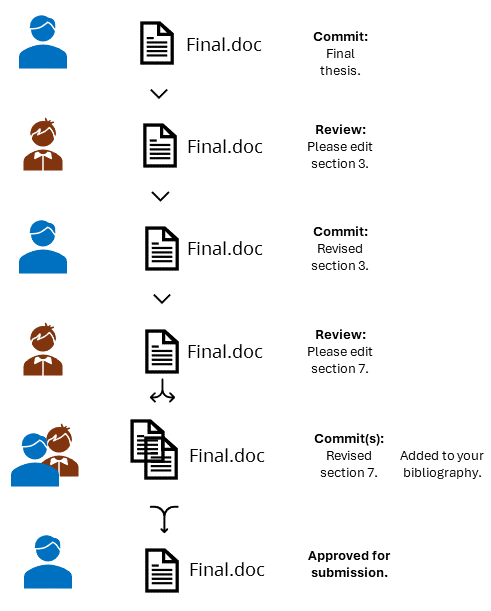 Final.doc
Commit:
Final
thesis.
Final.doc
Review:
Please edit
section 3.
Final.doc
Commit:
Revised
section 3.
Final.doc
Review:
Please edit
section 7.
Final.doc
Commit(s):
Revised
section 7.
Added to your
bibliography.
Final.doc
Approved for
submission.